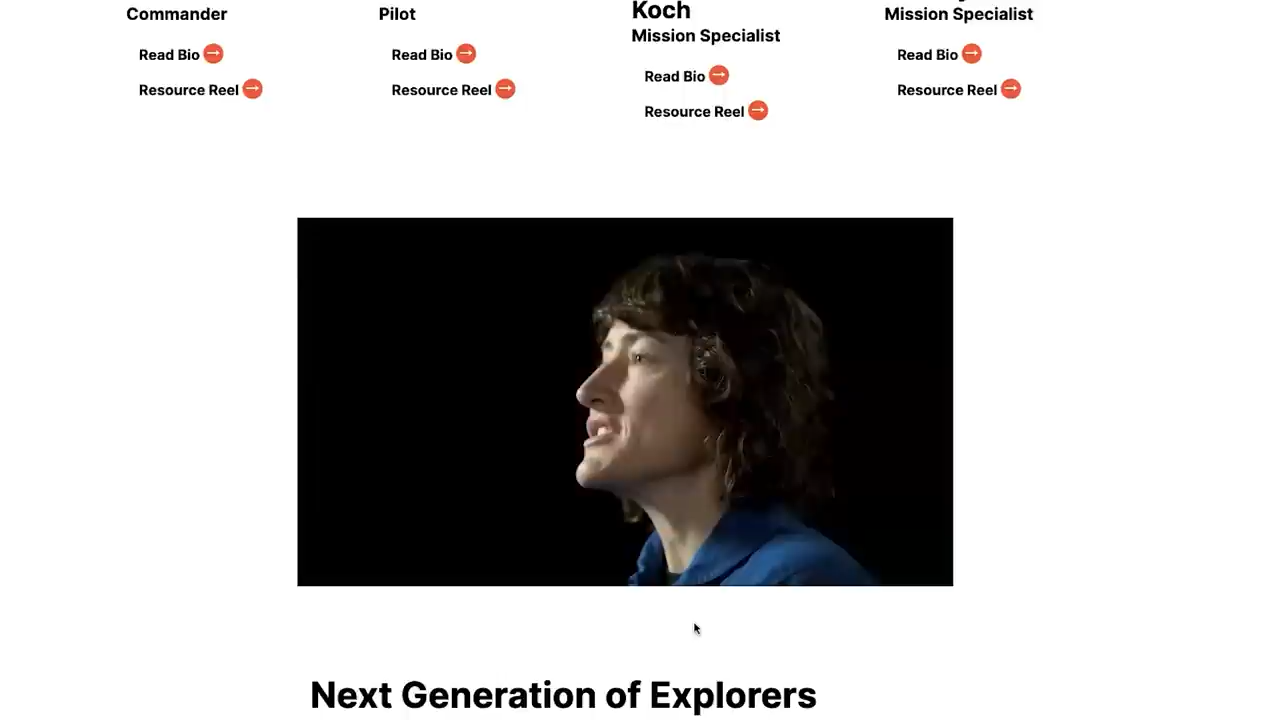 Commander
Read Bio
Resource Reel
Pilot
Read Bio
Resource Reel
Koch
Mission Specialist
Read Bio
Resource Reel
Mission Specialist
Read Bio
Resource Reel
Next Generation of Explorers